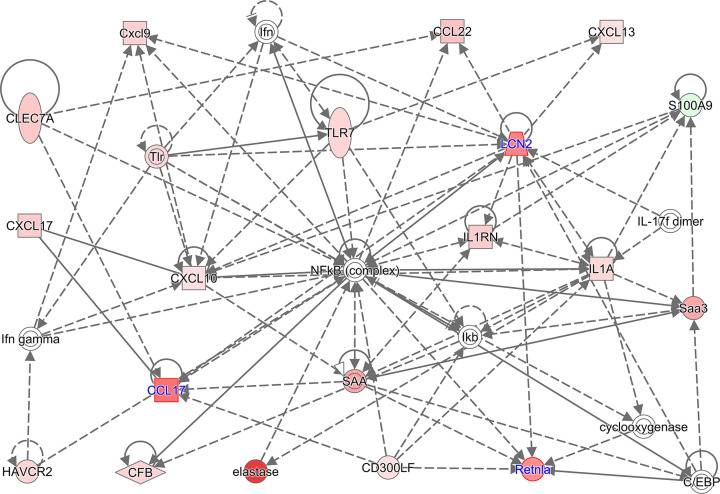 Cxcl9
Ifn
CCL22
CXCL13
CLEC7A
TLR7
S100A9
LCN2
Tlr
CXCL17
IL-17f dimer
IL1RN
CXCL10
NFkB (complex)
IL1A
Saa3
Ifn gamma
Ikb
CCL17
SAA
cyclooxygenase
HAVCR2
CFB
elastase
CD300LF
Retnla
C/EBP